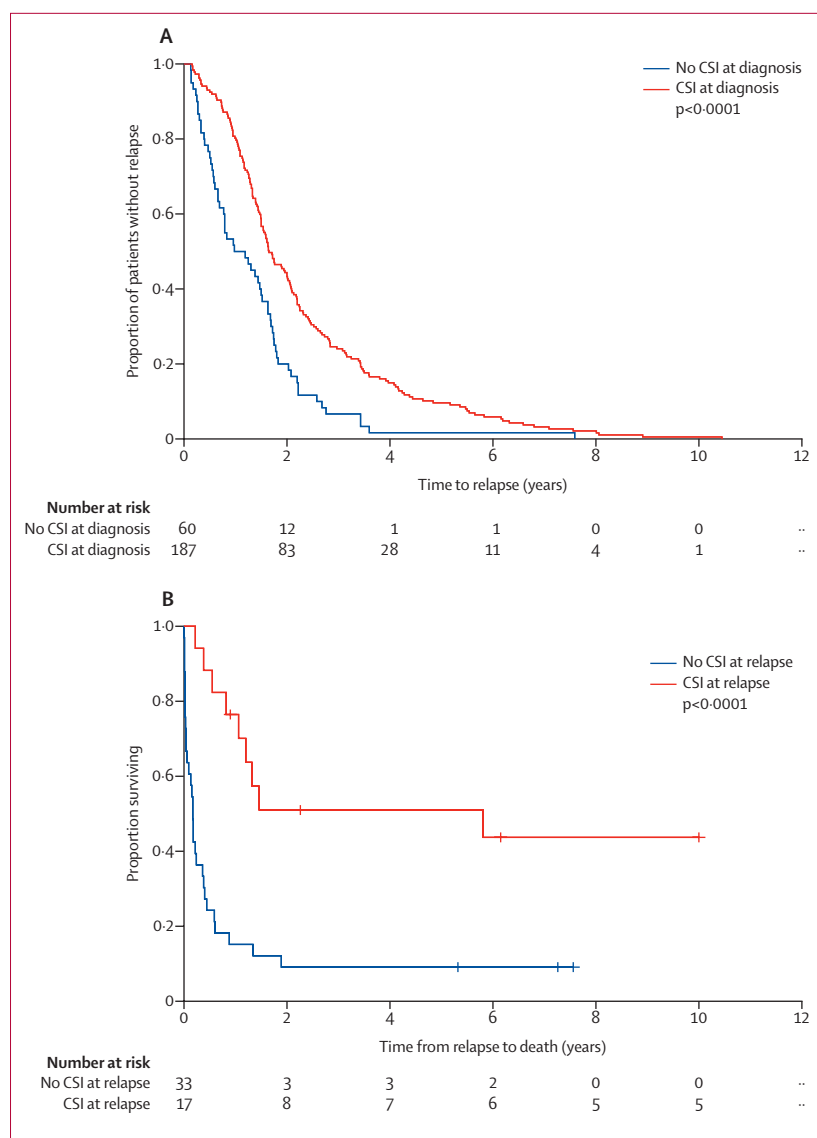 A
No CSI at diagnosis
CSI at diagnosis
p<0·0001
Proportion of patients without relapse
1·0
0·8
0·6
0·4
0·2
0
0 2 4 6 8 10 12
Time to relapse (years)
Number at risk
No CSI at diagnosis 60 12 1 1 0 0 ··
CSI at diagnosis 187 83 28 11 4 1 ··
B
No CSI at relapse
CSI at relapse
p<0·0001
Proportion surviving
1·0
0·8
0·6
0·4
0·2
0
0 2 4 6 8 10 12
Time from relapse to death (years)
Number at risk
No CSI at relapse 33 3 3 2 0 0 ··
CSI at relapse 17 8 7 6 5 5 ··